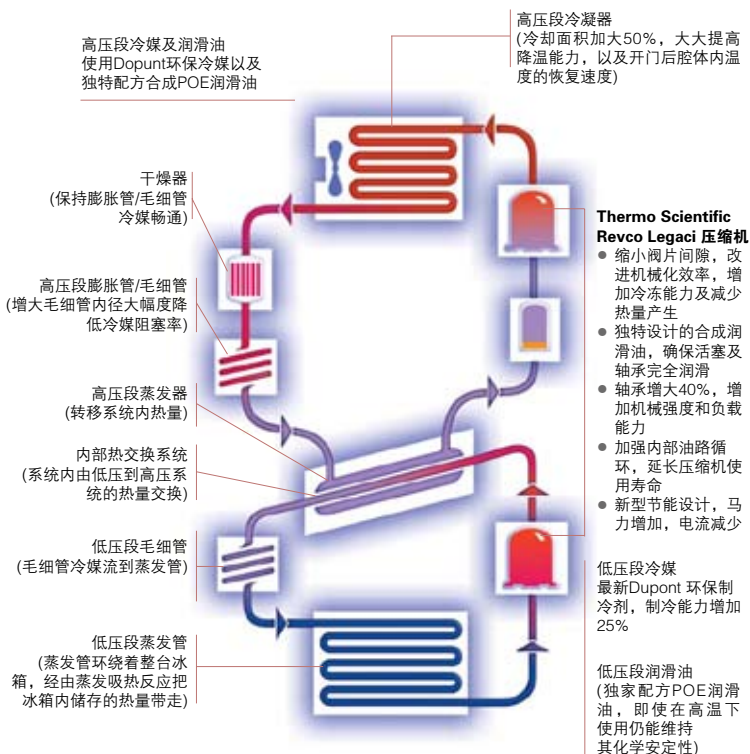 高压段冷媒及润滑油
使用Dopunt环保冷媒以及
独特配方合成POE润滑油
高压段冷凝器
(冷却面积加大50%，大大提高
降温能力，以及开门后腔体内温
度的恢复速度)
干燥器
(保持膨胀管/毛细管
冷媒畅通)
高压段膨胀管/毛细管
(增大毛细管内径大幅度降
低冷媒阻塞率)
高压段蒸发器
(转移系统内热量)
内部热交换系统
(系统内由低压到高压系
统的热量交换)
低压段毛细管
(毛细管冷媒流到蒸发管)
低压段蒸发管
(蒸发管环绕着整台冰
箱，经由蒸发吸热反应把
冰箱内储存的热量带走)
Thermo Scientific
Revco Legaci 压缩机
● 缩小阀片间隙，改
进机械化效率，增
加冷冻能力及减少
热量产生
● 独特设计的合成润
滑油，确保活塞及
轴承完全润滑
● 轴承增大40%，增
加机械强度和负载
能力
● 加强内部油路循
环，延长压缩机使
用寿命
● 新型节能设计，马
力增加，电流减少
低压段冷媒
最新Dupont 环保制
冷剂，制冷能力增加
25%
低压段润滑油
(独家配方POE润滑
油，即使在高温下
使用仍能维持
其化学安定性)